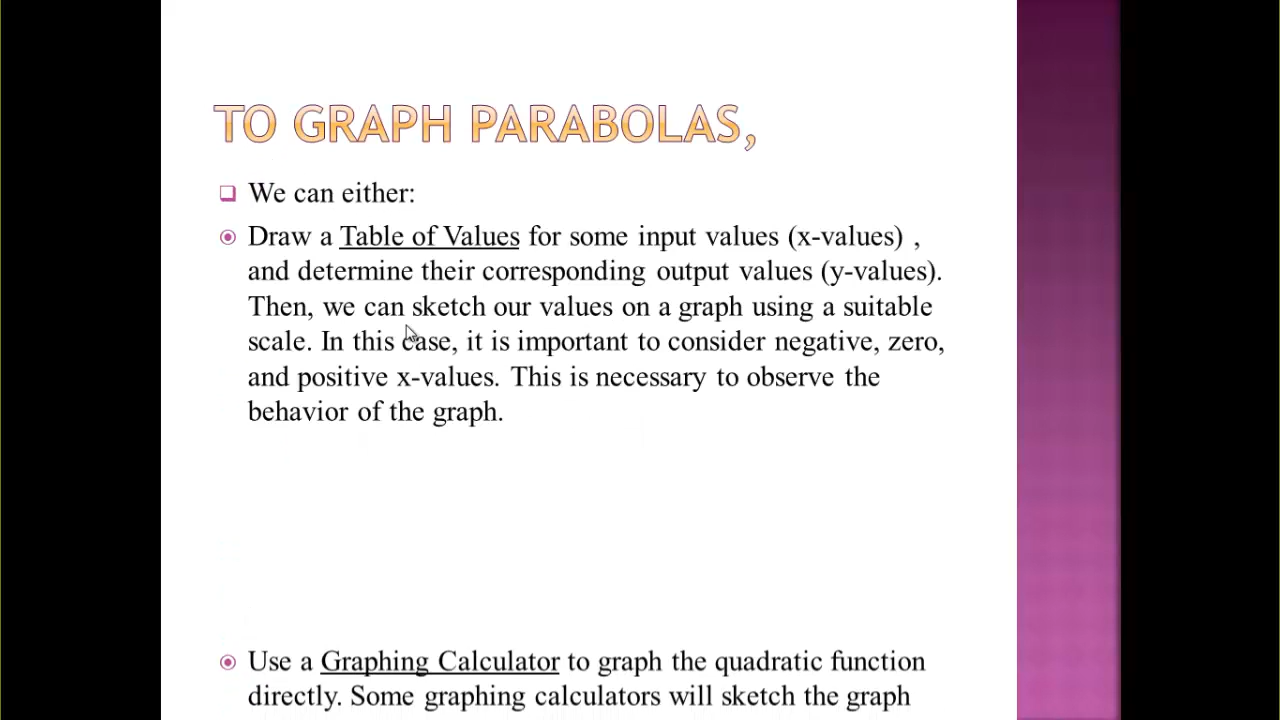 TO GRAPH PARABOLAS,
We can either:
Draw a Table of Values for some input values (x-values) ,
and determine their corresponding output values (y-values).
Then, we can sketch our values on a graph using a suitable
scale. In this case, it is important to consider negative, zero,
and positive x-values. This is necessary to observe the
behavior of the graph.
Use a Graphing Calculator to graph the quadratic function
directly. Some graphing calculators will sketch the graph